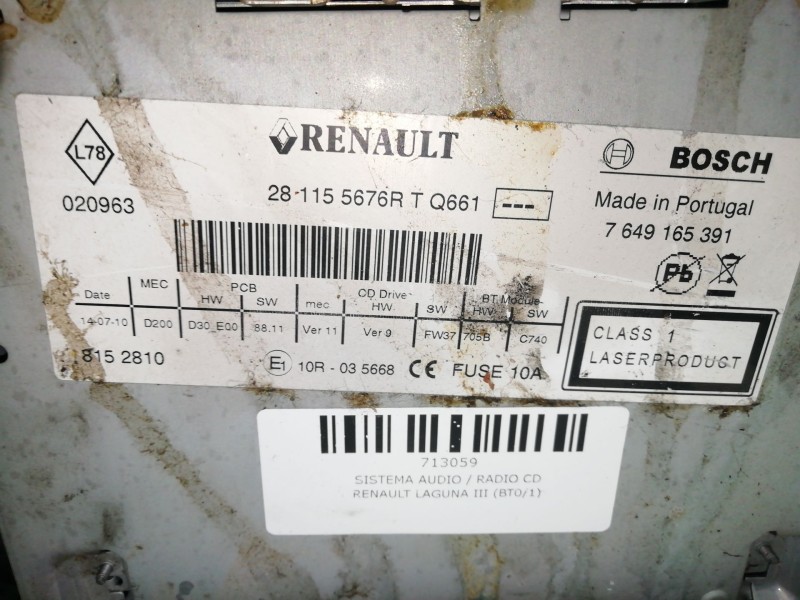 L78
020963
RENAULT
28 115 5676R T Q661 ---
BOSCH
Made in Portugal
7 649 165 391
Pb
MEC PCB CD Drive BT Module
Date HW SW mec HW SW HW SW
14-07-10 D200 D30_E00 88.11 Ver 11 Ver 9 FW37 705B C740
815 2810
E1 10R - 03 5668 CE FUSE 10A
CLASS 1
LASERPRODUCT
713059
SISTEMA AUDIO / RADIO CD
RENAULT LAGUNA III (BT0/1)